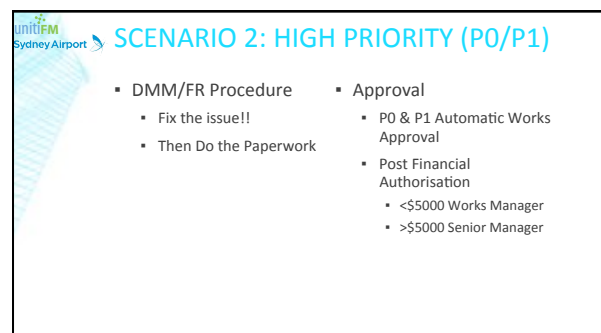 unitiFM
Sydney Airport
SCENARIO 2: HIGH PRIORITY (P0/P1)
▪ DMM/FR Procedure
▪ Fix the issue!!
▪ Then Do the Paperwork
▪ Approval
▪ P0 & P1 Automatic Works
Approval
▪ Post Financial
Authorisation
▪ <$5000 Works Manager
▪ >$5000 Senior Manager